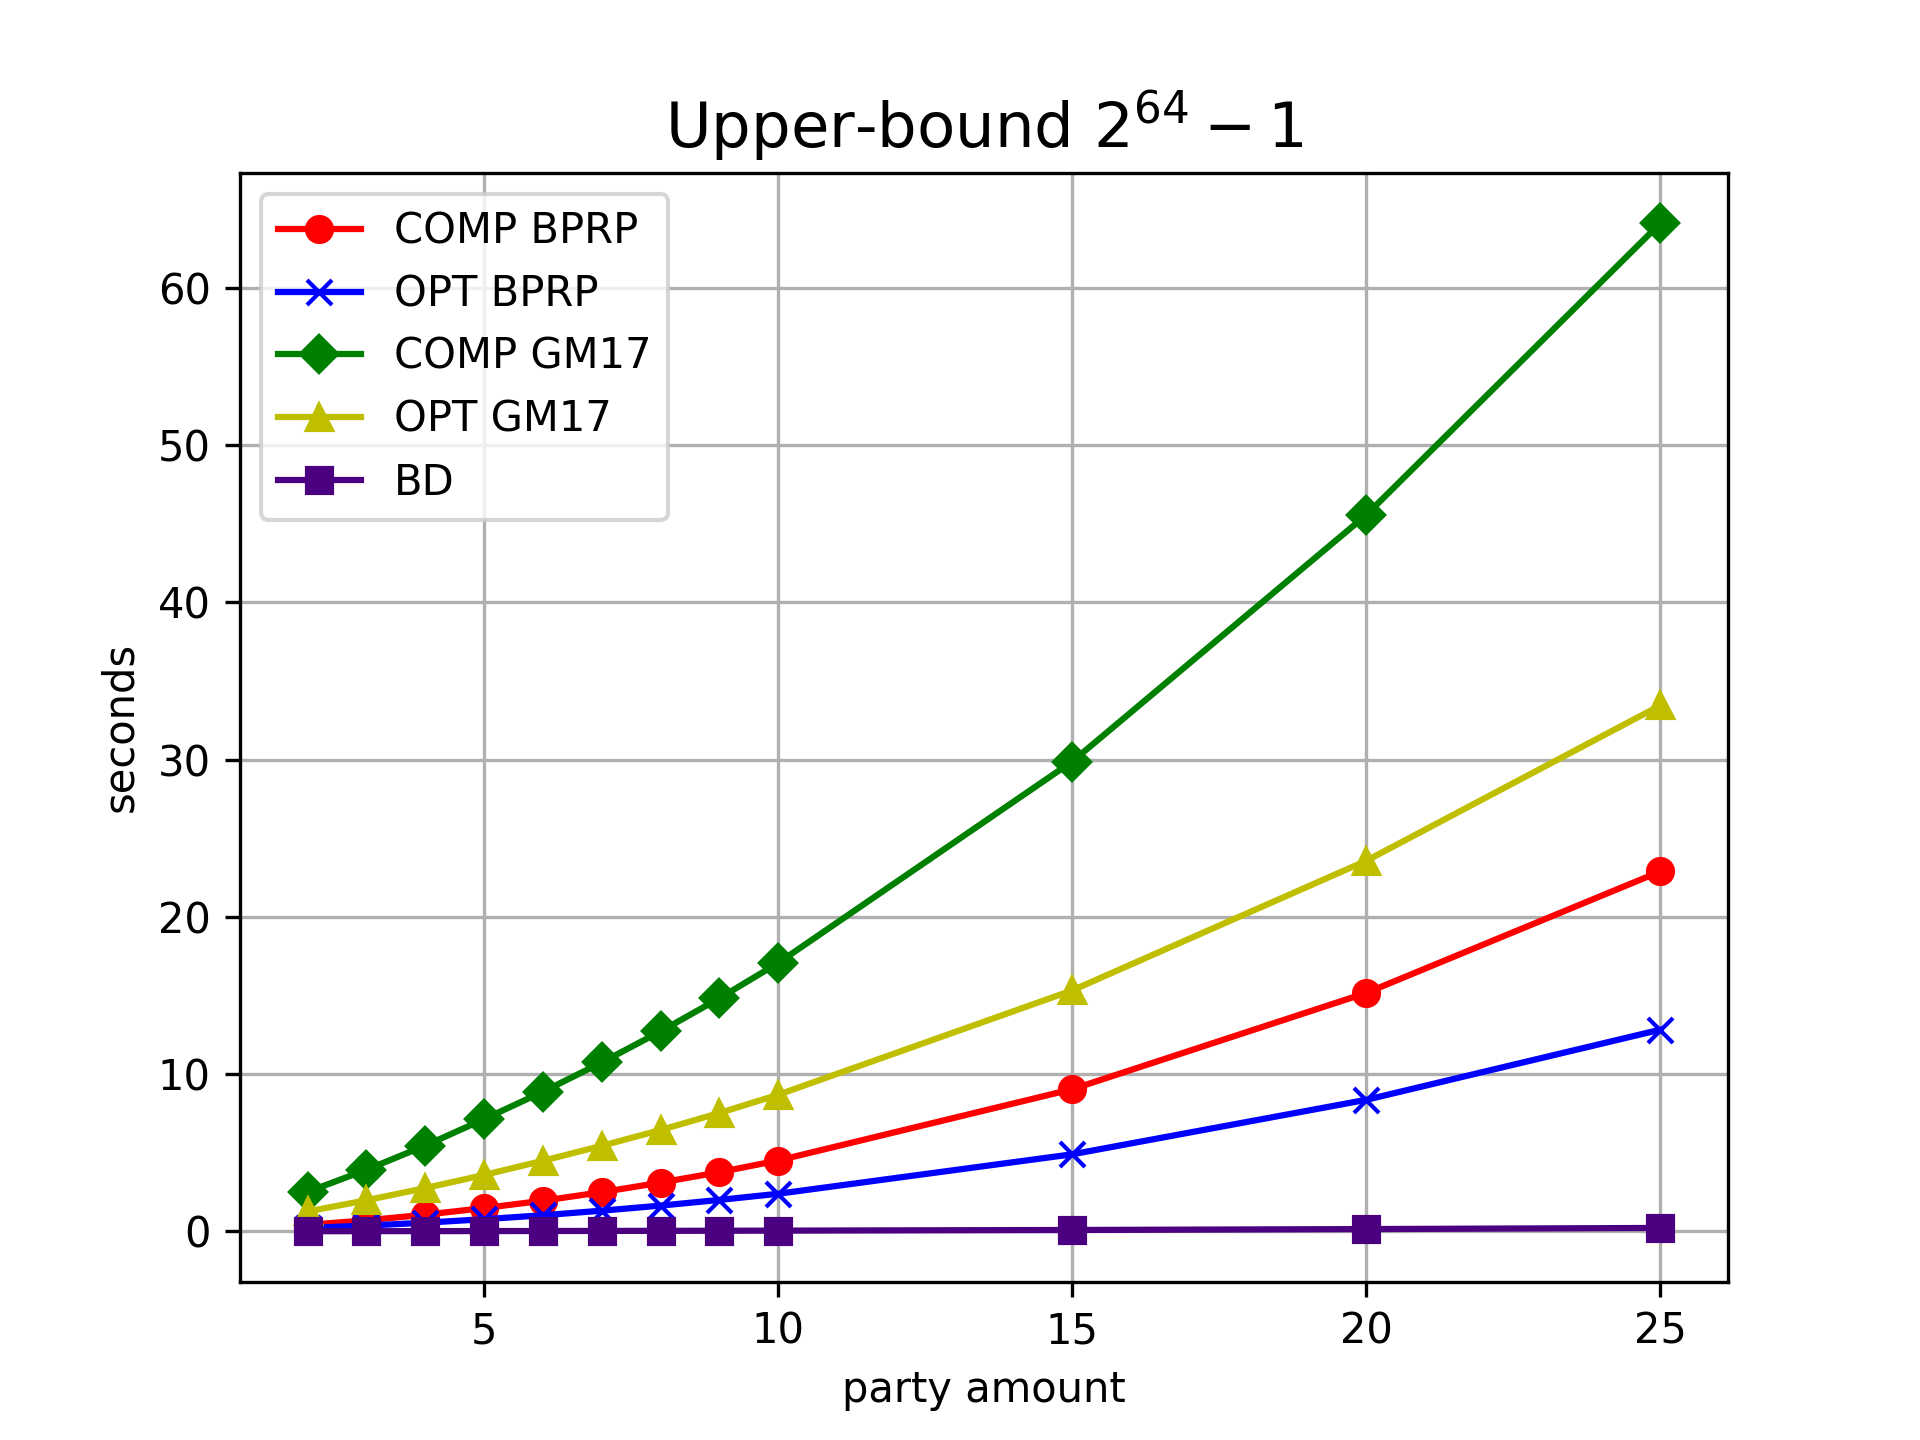 Upper-bound 2^64 − 1
COMP BPRP
OPT BPRP
COMP GM17
OPT GM17
BD
60
50
40
30
20
10
0
seconds
5 10 15 20 25
party amount